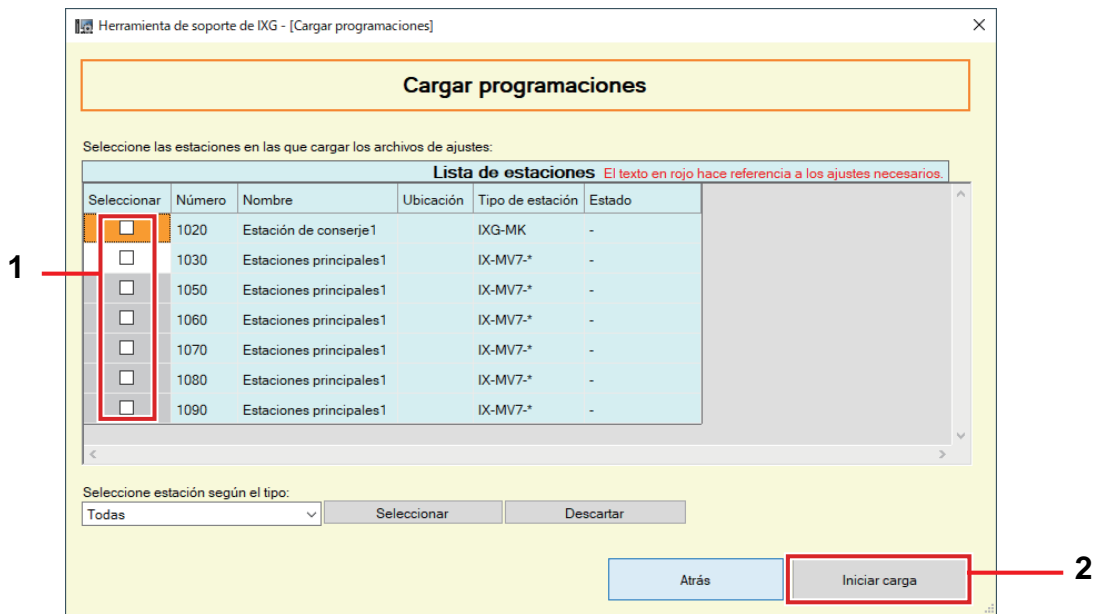 Herramienta de soporte de IXG - [Cargar programaciones]
Cargar programaciones
Seleccione las estaciones en las que cargar los archivos de ajustes:
Lista de estaciones El texto en rojo hace referencia a los ajustes necesarios.
Seleccionar Número Nombre Ubicación Tipo de estación Estado
1020 Estación de conserje1 IXG-MK -
1030 Estaciones principales1 IX-MV7-* -
1050 Estaciones principales1 IX-MV7-* -
1060 Estaciones principales1 IX-MV7-* -
1070 Estaciones principales1 IX-MV7-* -
1080 Estaciones principales1 IX-MV7-* -
1090 Estaciones principales1 IX-MV7-* -
1
Seleccione estación según el tipo:
Todas Seleccionar Descartar
Atrás Iniciar carga
2